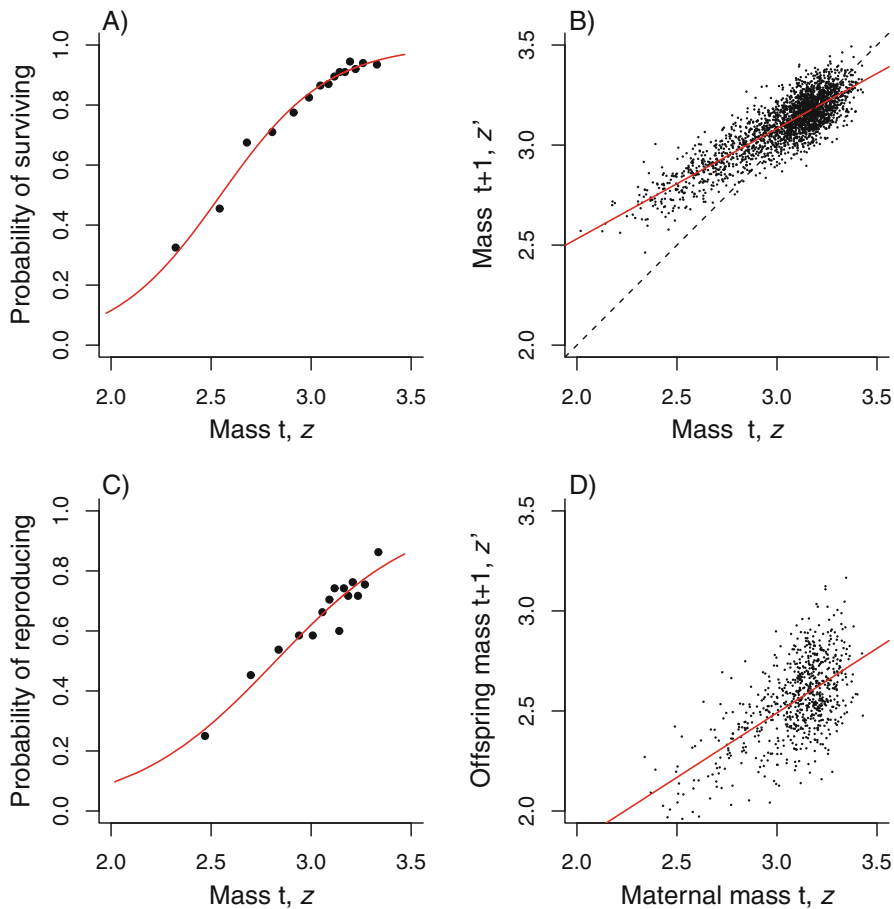 A)
Probability of surviving
1.0
0.8
0.6
0.4
0.2
0.0
2.0 2.5 3.0 3.5
Mass t, z
B)
Mass t+1, z’
3.5
3.0
2.5
2.0
2.0 2.5 3.0 3.5
Mass t, z
C)
Probability of reproducing
1.0
0.8
0.6
0.4
0.2
0.0
2.0 2.5 3.0 3.5
Mass t, z
D)
Offspring mass t+1, z’
3.5
3.0
2.5
2.0
2.0 2.5 3.0 3.5
Maternal mass t, z